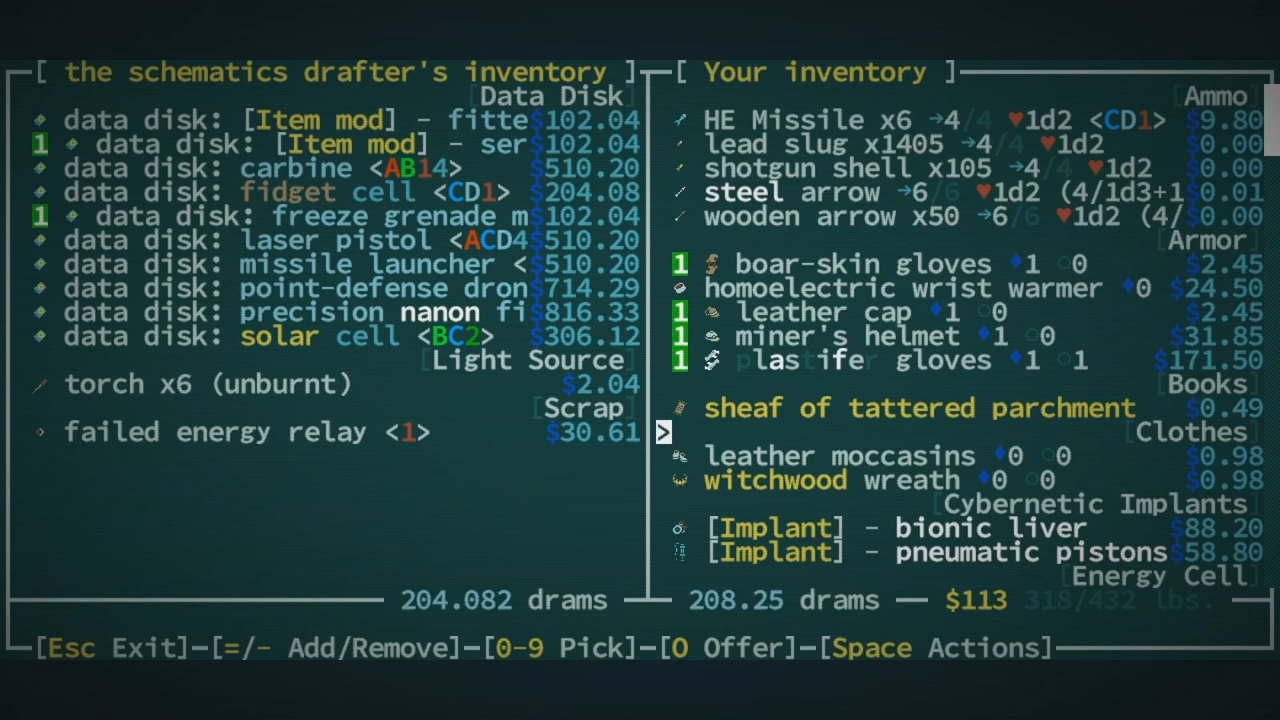 [ the schematics drafter's inventory ]
[Data Disk]
data disk: [Item mod] - fitte$102.04
1 data disk: [Item mod] - ser$102.04
data disk: carbine <AB14> $510.20
data disk: fidget cell <CD1> $204.08
1 data disk: freeze grenade m$102.04
data disk: laser pistol <ACD4$510.20
data disk: missile launcher <$510.20
data disk: point-defense dron$714.29
data disk: precision nanon fi$816.33
data disk: solar cell <BC2> $306.12
[Light Source]
torch x6 (unburnt) $2.04
[Scrap]
failed energy relay <1> $30.61
204.082 drams
[ Your inventory ]
[Ammo]
HE Missile x6 →4/4 ♥1d2 <CD1> $9.80
lead slug x1405 →4/4 ♥1d2 $0.00
shotgun shell x105 →4/4 ♥1d2 $0.00
steel arrow →6/6 ♥1d2 (4/1d3+1$0.01
wooden arrow x50 →6/6 ♥1d2 (4/$0.00
[Armor]
1 boar-skin gloves ♦1 ○0 $2.45
homoelectric wrist warmer ♦0 $24.50
1 leather cap ♦1 ○0 $2.45
1 miner's helmet ♦1 ○0 $31.85
1 plastifer gloves ♦1 ○1 $171.50
[Books]
sheaf of tattered parchment $0.49
> [Clothes]
leather moccasins ♦0 ○0 $0.98
witchwood wreath ♦0 ○0 $0.98
[Cybernetic Implants]
[Implant] - bionic liver $88.20
[Implant] - pneumatic pistons$58.80
[Energy Cell]
208.25 drams — $113 318/432 lbs.
[Esc Exit]-[=/- Add/Remove]-[0-9 Pick]-[O Offer]-[Space Actions]